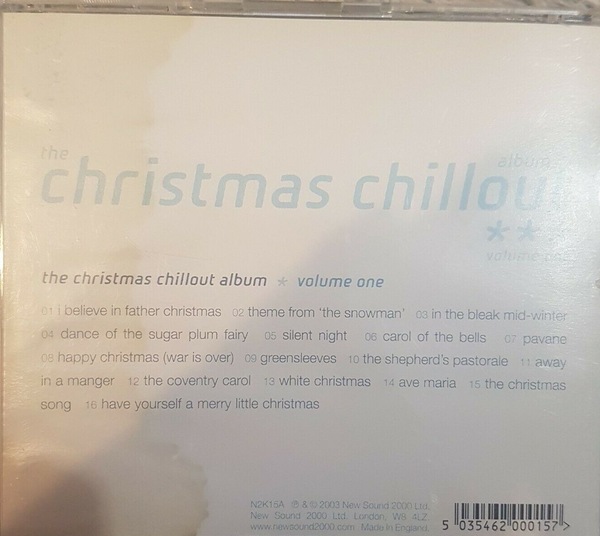 the
album
christmas chillout
**
volume one
the christmas chillout album * volume one
01 i believe in father christmas 02 theme from 'the snowman' 03 in the bleak mid-winter
04 dance of the sugar plum fairy 05 silent night 06 carol of the bells 07 pavane
08 happy christmas (war is over) 09 greensleeves 10 the shepherd's pastorale 11 away
in a manger 12 the coventry carol 13 white christmas 14 ave maria 15 the christmas
song 16 have yourself a merry little christmas
N2K15A ℗ & © 2003 New Sound 2000 Ltd.
New Sound 2000 Ltd. London. W8 4LZ.
www.newsound2000.com Made In England.
5 035462 000157 >